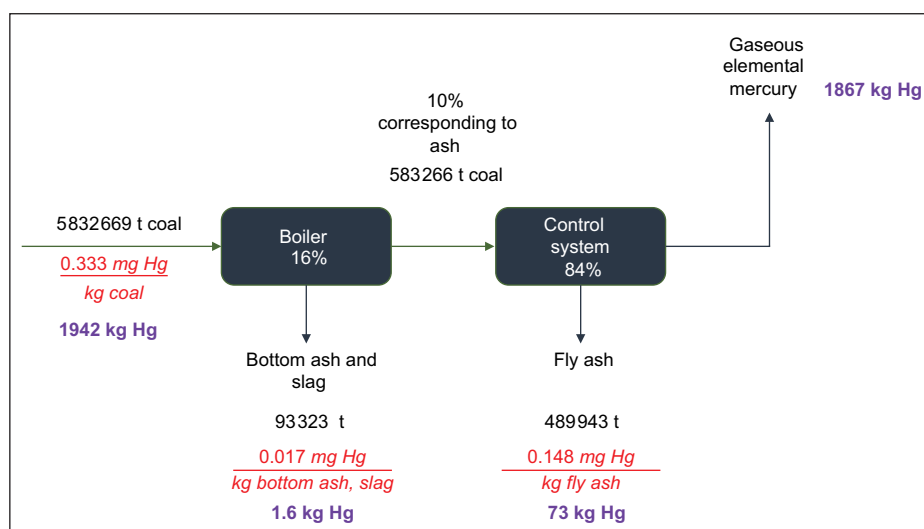 Gaseous
elemental
mercury
1867 kg Hg
10%
corresponding to
ash
583266 t coal
5832669 t coal
0.333 mg Hg
kg coal
1942 kg Hg
Boiler
16%
Control
system
84%
Bottom ash and
slag
93323 t
0.017 mg Hg
kg bottom ash, slag
1.6 kg Hg
Fly ash
489943 t
0.148 mg Hg
kg fly ash
73 kg Hg